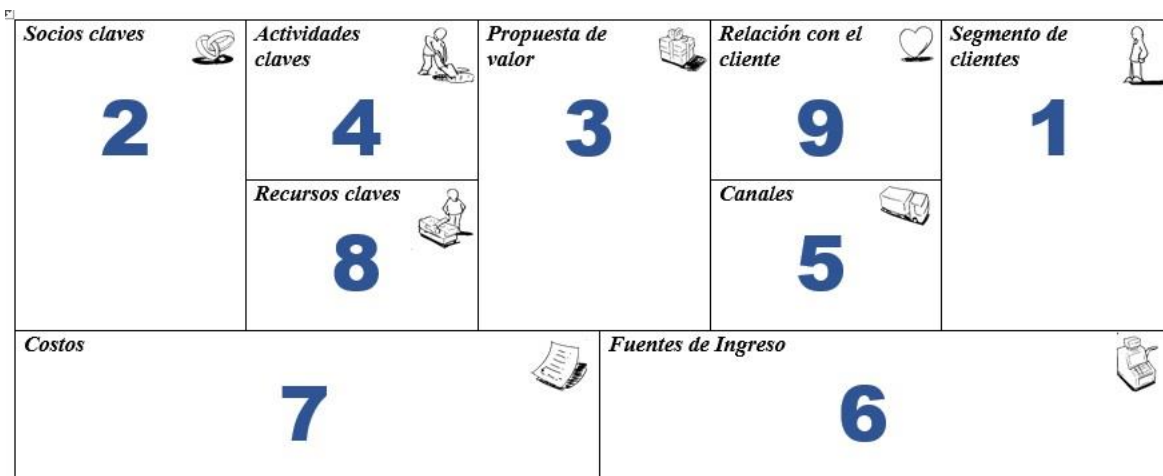 Socios claves
2
Actividades
claves
4
Recursos claves
8
Propuesta de
valor
3
Relación con el
cliente
9
Canales
5
Segmento de
clientes
1
Costos
7
Fuentes de Ingreso
6